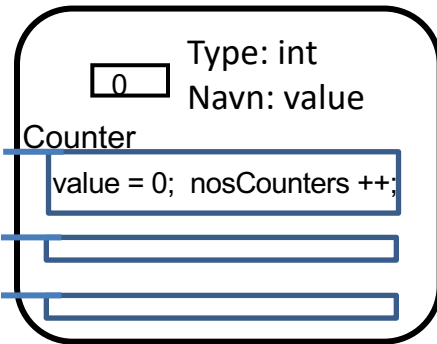 Type: int
0
Navn: value
Counter
value = 0; nosCounters ++;